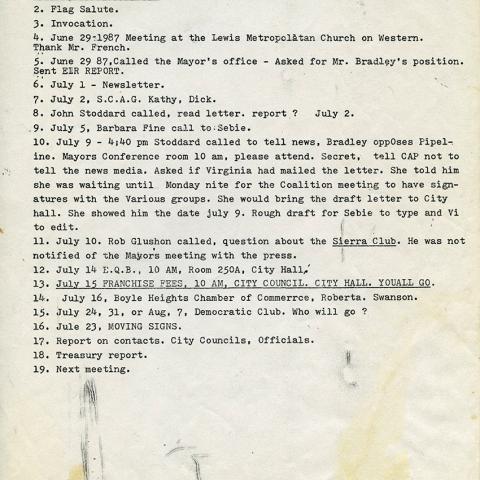 2. Flag Salute.
3. Invocation.
4. June 29-1987 Meeting at the Lewis Metropolitan Church on Western.
Thank Mr. French.
5. June 29 87,Called the Mayor's office - Asked for Mr. Bradley's position.
Sent EIR REPORT.
6. July 1 - Newsletter.
7. July 2, S.C.A.G. Kathy, Dick.
8. John Stoddard called, read letter. report ?   July 2.
9. July 5, Barbara Fine call to Sebie.
10. July 9 - 4;40 pm Stoddard called to tell news, Bradley oppOses Pipel-
ine. Mayors Conference room 10 am, please attend. Secret,  tell CAP not to
tell the news media. Asked if Virginia had mailed the letter. She told him
she was waiting until  Monday nite for the Coalition meeting to have sign-
atures with the Various groups. She would bring the draft letter to City
hall. She showed him the date july 9. Rough draft for Sebie to type and Vi
to edit.
11. July 10. Rob Glushon called, question about the Sierra Club. He was not
notified of the Mayors meeting with the press.
12. July 14 E.Q.B., 10 AM, Room 250A, City Hall,
13. July 15 FRANCHISE FEES, 10 AM, CITY COUNCIL. CITY HALL. YOUALL GO.
14.  July 16, Boyle Heights Chamber of Commerrce, Roberta. Swanson.
15. July 24, 31, or Aug, 7, Democratic Club. Who will go ?
16. Jule 23, MOVING SIGNS.
17. Report on contacts. City Councils, Officials.
18. Treasury report.
19. Next meeting.